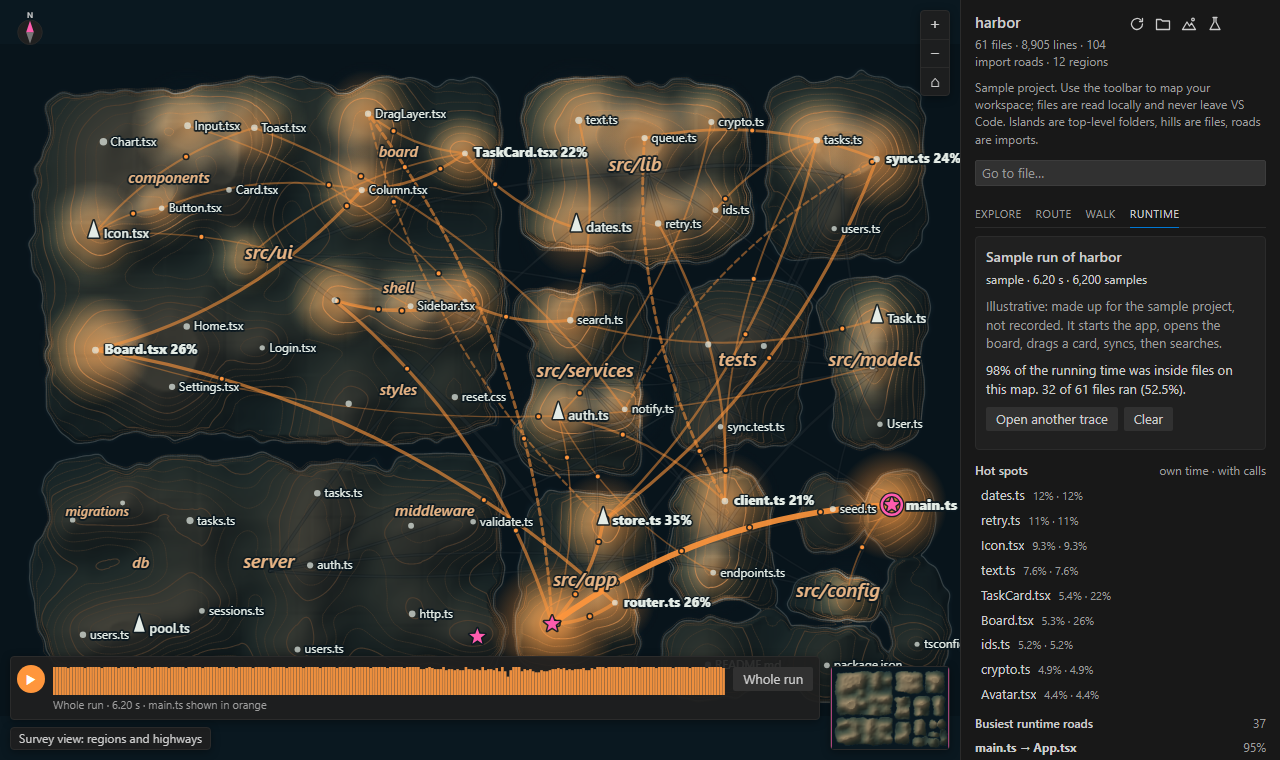 N
+
−
harbor
61 files · 8,905 lines · 104
import roads · 12 regions
Sample project. Use the toolbar to map your
workspace; files are read locally and never leave VS
Code. Islands are top-level folders, hills are files, roads
are imports.
Go to file...
EXPLORE ROUTE WALK RUNTIME
Sample run of harbor
sample · 6.20 s · 6,200 samples
Illustrative: made up for the sample project,
not recorded. It starts the app, opens the
board, drags a card, syncs, then searches.
98% of the running time was inside files on
this map. 32 of 61 files ran (52.5%).
Open another trace Clear
Hot spots own time · with calls
dates.ts 12% · 12%
retry.ts 11% · 11%
Icon.tsx 9.3% · 9.3%
text.ts 7.6% · 7.6%
TaskCard.tsx 5.4% · 22%
Board.tsx 5.3% · 26%
ids.ts 5.2% · 5.2%
crypto.ts 4.9% · 4.9%
Avatar.tsx 4.4% · 4.4%
Busiest runtime roads 37
main.ts → App.tsx 95%
DragLayer.tsx
Input.tsx
Toast.tsx
Chart.tsx
board
TaskCard.tsx 22%
components
Card.tsx
Column.tsx
Button.tsx
Icon.tsx
src/ui
shell
Sidebar.tsx
Home.tsx
Board.tsx 26%
Login.tsx
Settings.tsx
styles
reset.css
text.ts
crypto.ts
queue.ts
src/lib
ids.ts
dates.ts
retry.ts
tasks.ts
sync.ts 24%
users.ts
search.ts
src/services
auth.ts
notify.ts
tests
sync.test.ts
Task.ts
src/models
User.ts
migrations
tasks.ts
tasks.ts
middleware
validate.ts
db
server
auth.ts
sessions.ts
http.ts
users.ts
pool.ts
users.ts
store.ts 35%
src/app
router.ts 26%
client.ts 21%
endpoints.ts
seed.ts
main.ts
src/config
README.md
package.json
tsconfi
Whole run
Whole run · 6.20 s · main.ts shown in orange
Survey view: regions and highways